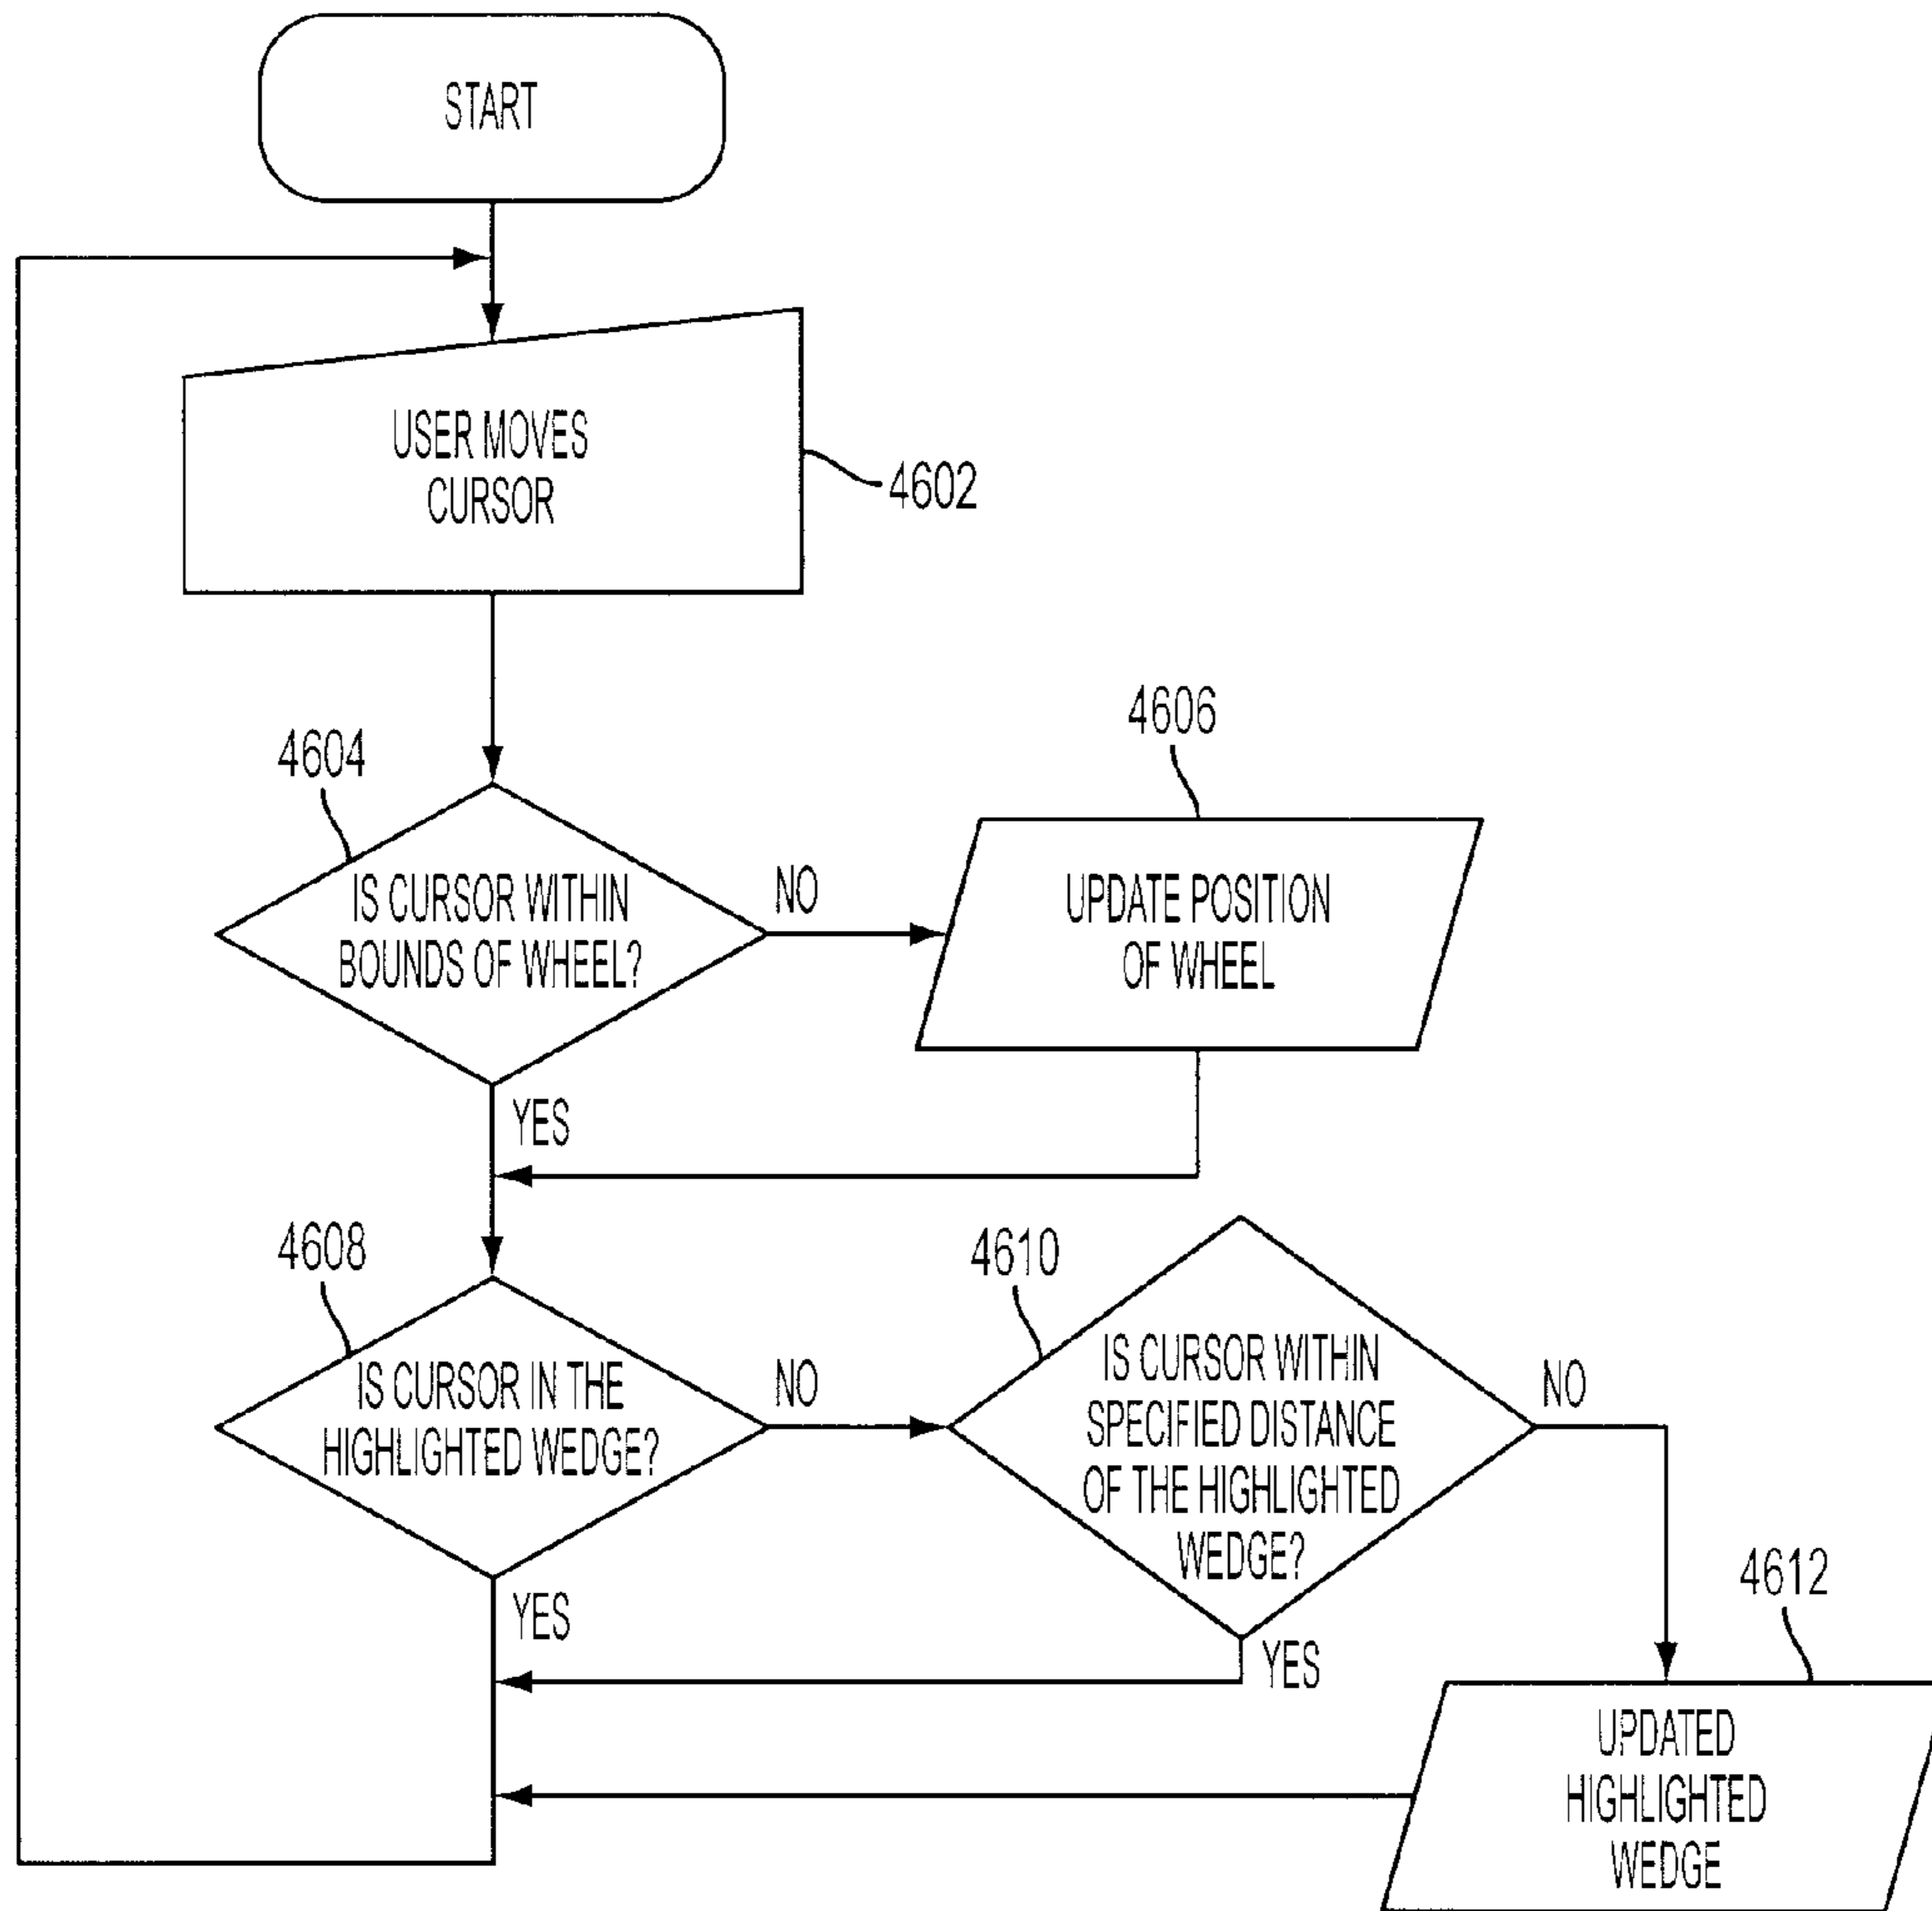 START
USER MOVES
CURSOR
4602
4604
IS CURSOR WITHIN
BOUNDS OF WHEEL?
NO
4606
UPDATE POSITION
OF WHEEL
YES
4608
IS CURSOR IN THE
HIGHLIGHTED WEDGE?
NO
4610
IS CURSOR WITHIN
SPECIFIED DISTANCE
OF THE HIGHLIGHTED
WEDGE?
NO
YES
YES
4612
UPDATED
HIGHLIGHTED
WEDGE